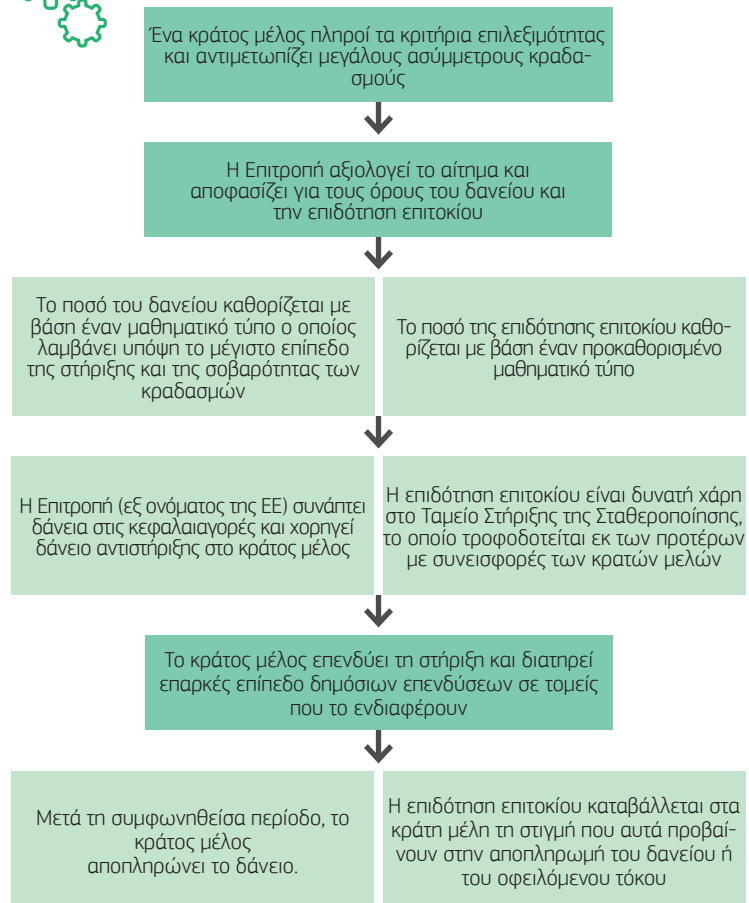 Ένα κράτος μέλος πληροί τα κριτήρια επιλεξιμότητας
και αντιμετωπίζει μεγάλους ασύμμετρους κραδα-
σμούς
Η Επιτροπή αξιολογεί το αίτημα και
αποφασίζει για τους όρους του δανείου και
την επιδότηση επιτοκίου
Το ποσό του δανείου καθορίζεται με
βάση έναν μαθηματικό τύπο ο οποίος
λαμβάνει υπόψη το μέγιστο επίπεδο
της στήριξης και της σοβαρότητας των
κραδασμών
Το ποσό της επιδότησης επιτοκίου καθο-
ρίζεται με βάση έναν προκαθορισμένο
μαθηματικό τύπο
Η Επιτροπή (εξ ονόματος της ΕΕ) συνάπτει
δάνεια στις κεφαλαιαγορές και χορηγεί
δάνειο αντιστήριξης στο κράτος μέλος
Η επιδότηση επιτοκίου είναι δυνατή χάρη
στο Ταμείο Στήριξης της Σταθεροποίησης,
το οποίο τροφοδοτείται εκ των προτέρων
με συνεισφορές των κρατών μελών
Το κράτος μέλος επενδύει τη στήριξη και διατηρεί
επαρκές επίπεδο δημόσιων επενδύσεων σε τομείς
που το ενδιαφέρουν
Μετά τη συμφωνηθείσα περίοδο, το
κράτος μέλος
αποπληρώνει το δάνειο.
Η επιδότηση επιτοκίου καταβάλλεται στα
κράτη μέλη τη στιγμή που αυτά προβαί-
νουν στην αποπληρωμή του δανείου ή
του οφειλόμενου τόκου